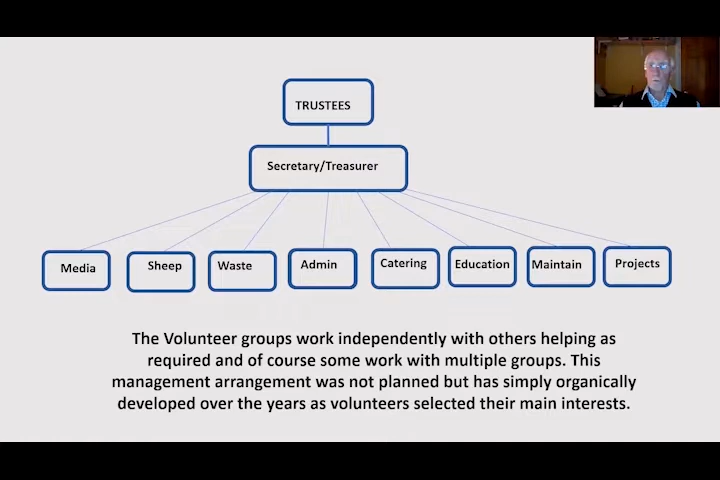 TRUSTEES
Secretary/Treasurer
Media
Sheep
Waste
Admin
Catering
Education
Maintain
Projects
The Volunteer groups work independently with others helping as
required and of course some work with multiple groups. This
management arrangement was not planned but has simply organically
developed over the years as volunteers selected their main interests.